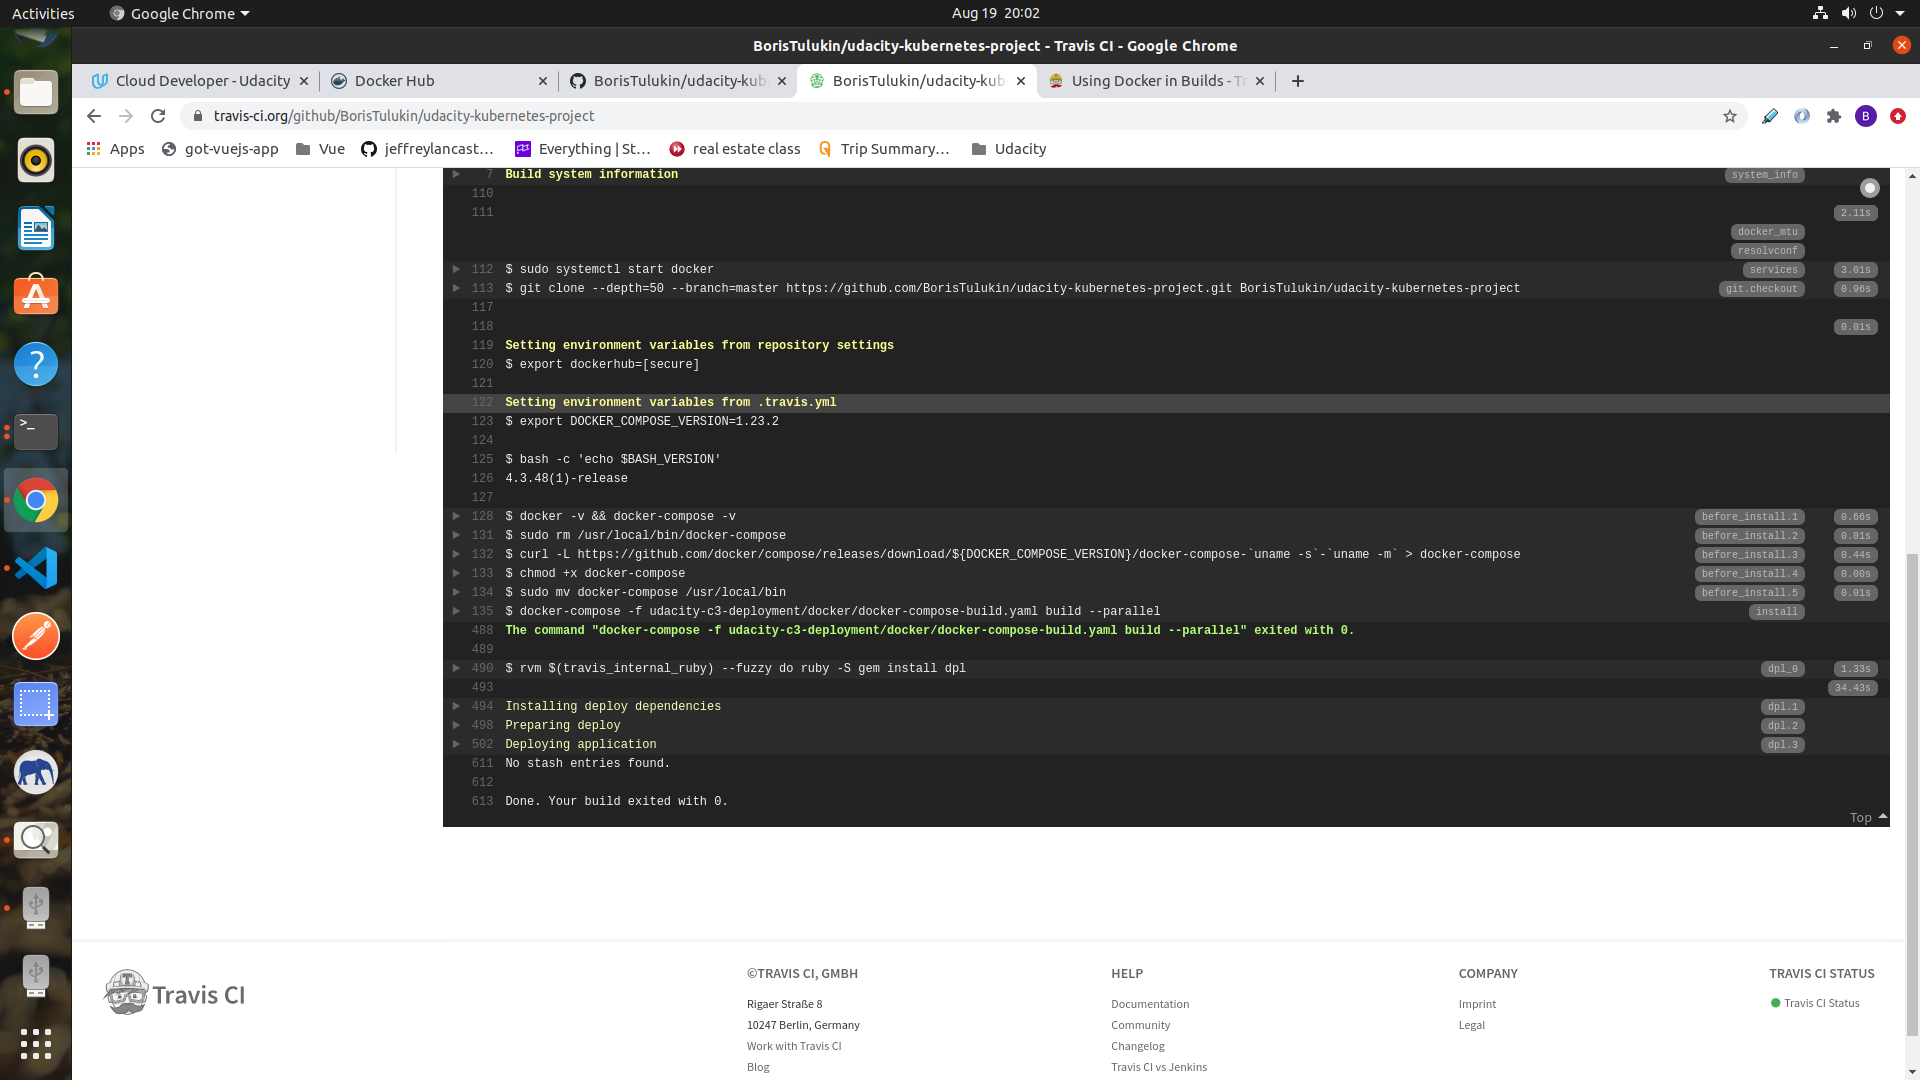 Activities
Google Chrome
Aug 19 20:02
BorisTulukin/udacity-kubernetes-project - Travis CI - Google Chrome
Cloud Developer - Udacity
Docker Hub
BorisTulukin/udacity-kub
BorisTulukin/udacity-kub
Using Docker in Builds - Tr
travis-ci.org/github/BorisTulukin/udacity-kubernetes-project
B
Apps
got-vuejs-app
Vue
jeffreylancast…
Everything | St…
real estate class
Trip Summary…
Udacity
7 Build system information system_info
110
111 2.11s
docker_mtu
resolvconf
112 $ sudo systemctl start docker services 3.01s
113 $ git clone --depth=50 --branch=master https://github.com/BorisTulukin/udacity-kubernetes-project.git BorisTulukin/udacity-kubernetes-project git.checkout 0.96s
117
118 0.01s
119 Setting environment variables from repository settings
120 $ export dockerhub=[secure]
121
122 Setting environment variables from .travis.yml
123 $ export DOCKER_COMPOSE_VERSION=1.23.2
124
125 $ bash -c 'echo $BASH_VERSION'
126 4.3.48(1)-release
127
128 $ docker -v && docker-compose -v before_install.1 0.66s
131 $ sudo rm /usr/local/bin/docker-compose before_install.2 0.01s
132 $ curl -L https://github.com/docker/compose/releases/download/${DOCKER_COMPOSE_VERSION}/docker-compose-`uname -s`-`uname -m` > docker-compose before_install.3 0.44s
133 $ chmod +x docker-compose before_install.4 0.00s
134 $ sudo mv docker-compose /usr/local/bin before_install.5 0.01s
135 $ docker-compose -f udacity-c3-deployment/docker/docker-compose-build.yaml build --parallel install
488 The command "docker-compose -f udacity-c3-deployment/docker/docker-compose-build.yaml build --parallel" exited with 0.
489
490 $ rvm $(travis_internal_ruby) --fuzzy do ruby -S gem install dpl dpl_0 1.33s
493 34.43s
494 Installing deploy dependencies dpl.1
498 Preparing deploy dpl.2
502 Deploying application dpl.3
611 No stash entries found.
612
613 Done. Your build exited with 0.
Top
Travis CI
©TRAVIS CI, GMBH
Rigaer Straße 8
10247 Berlin, Germany
Work with Travis CI
Blog
HELP
Documentation
Community
Changelog
Travis CI vs Jenkins
COMPANY
Imprint
Legal
TRAVIS CI STATUS
Travis CI Status